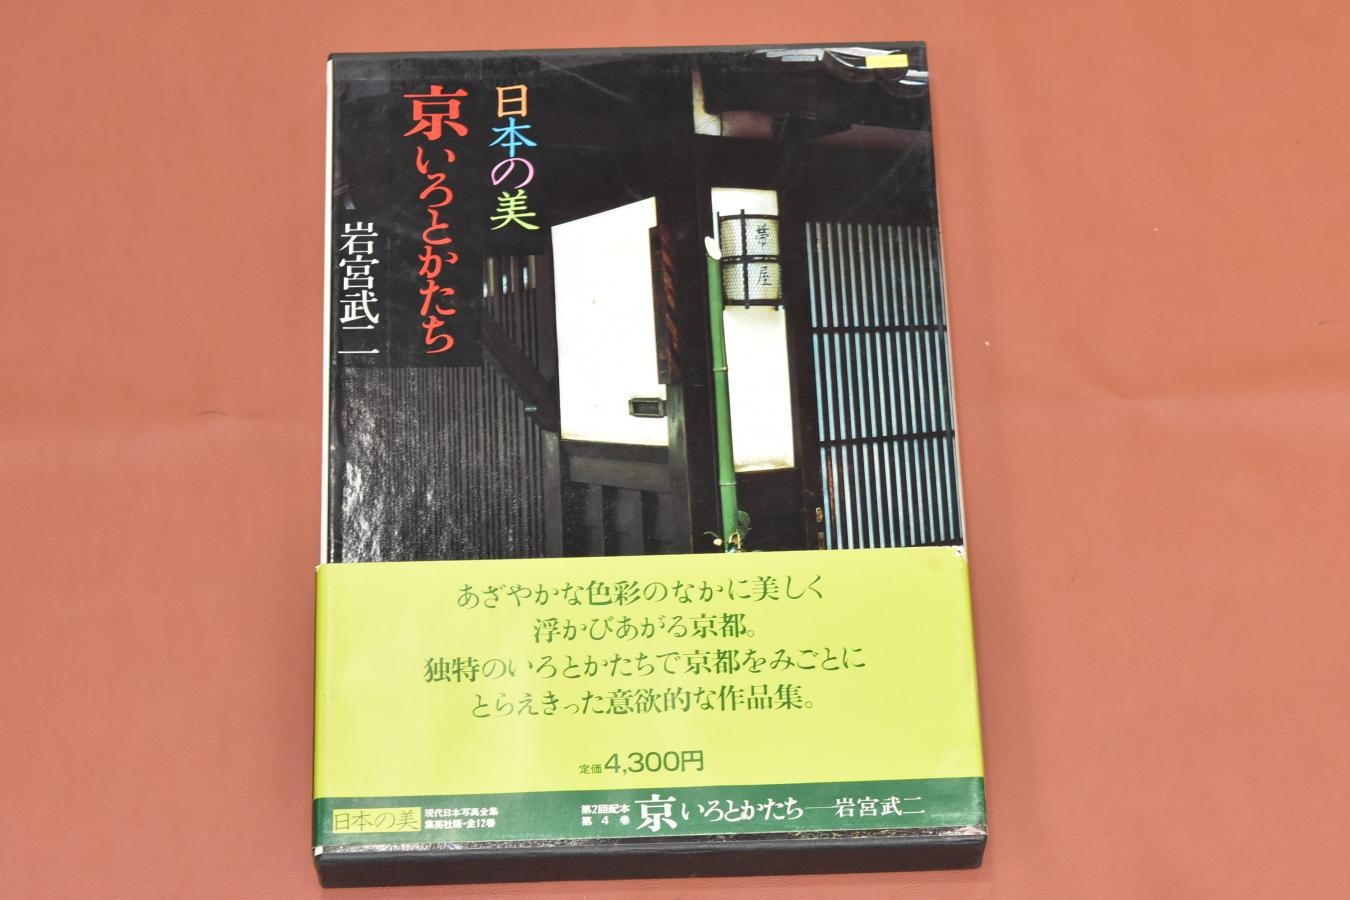 日本の美
京いろとかたち
岩宮武二
帯屋
あざやかな色彩のなかに美しく
浮かびあがる京都。
独特のいろとかたちで京都をみごとに
とらえきった意欲的な作品集。
定価4,300円
日本の美
現代日本写真全集
集英社版・全12巻
第2回配本
第4巻
京いろとかたち──岩宮武二